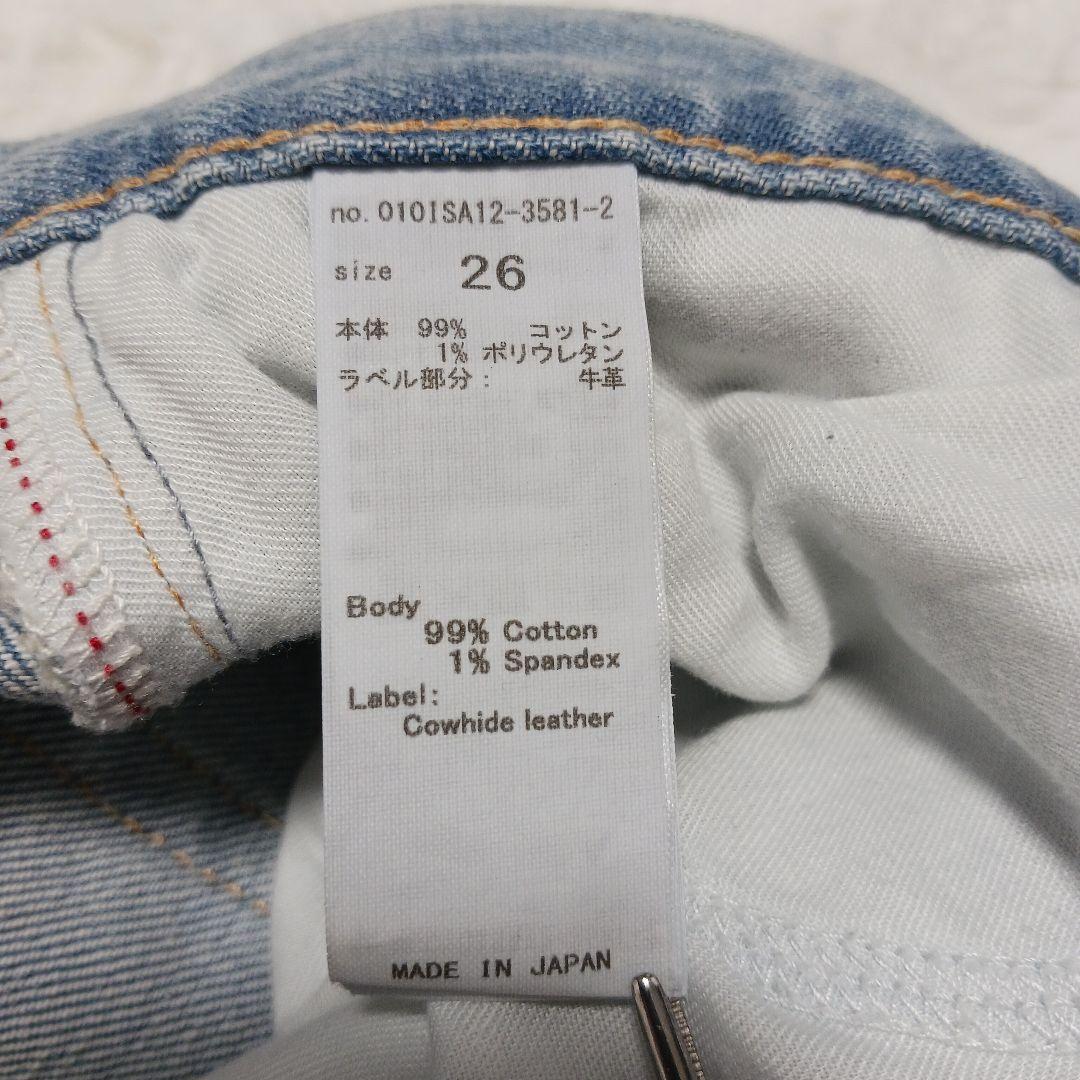 no. 010ISA12-3581-2
size 26
本体 99% コットン
1% ポリウレタン
ラベル部分： 牛革
Body
99% Cotton
1% Spandex
Label:
Cowhide leather
MADE IN JAPAN